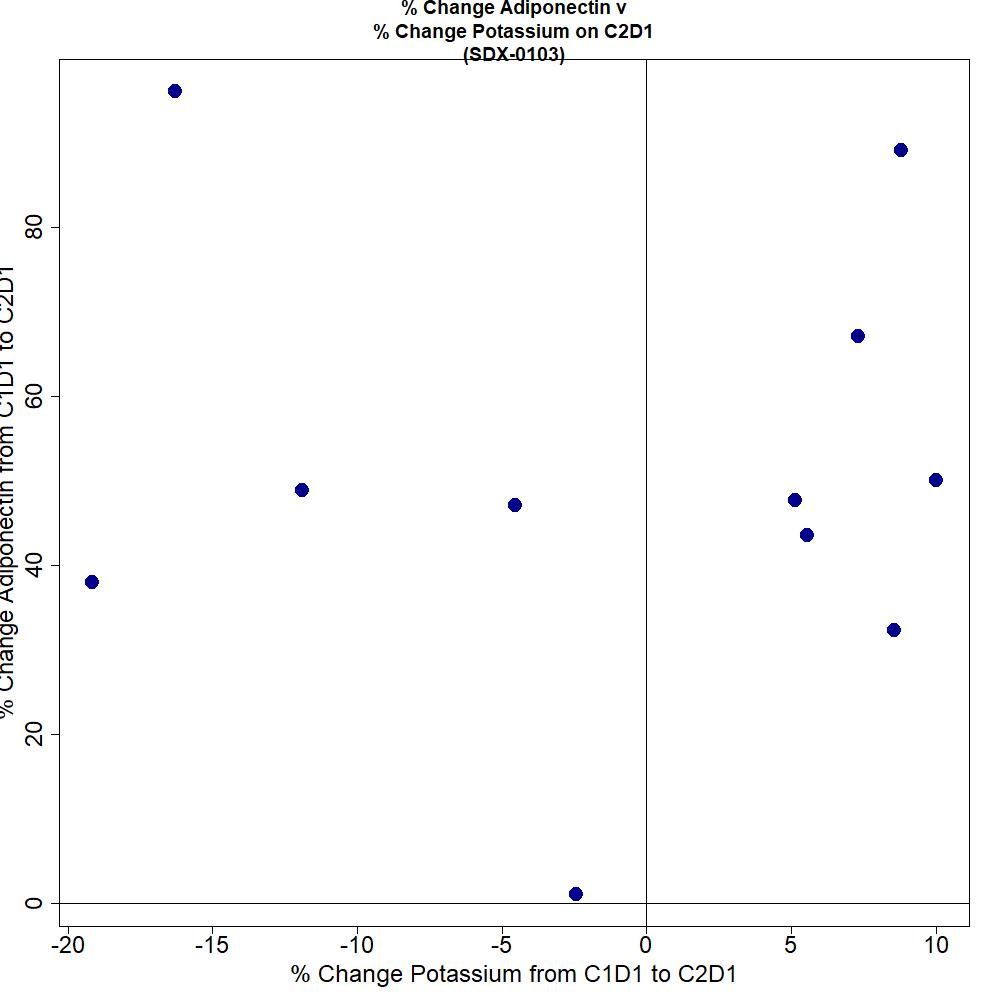 % Change Adiponectin v
% Change Potassium on C2D1
(SDX-0103)
% Change Adiponectin from C1D1 to C2D1
80
60
40
20
0
-20 -15 -10 -5 0 5 10
% Change Potassium from C1D1 to C2D1